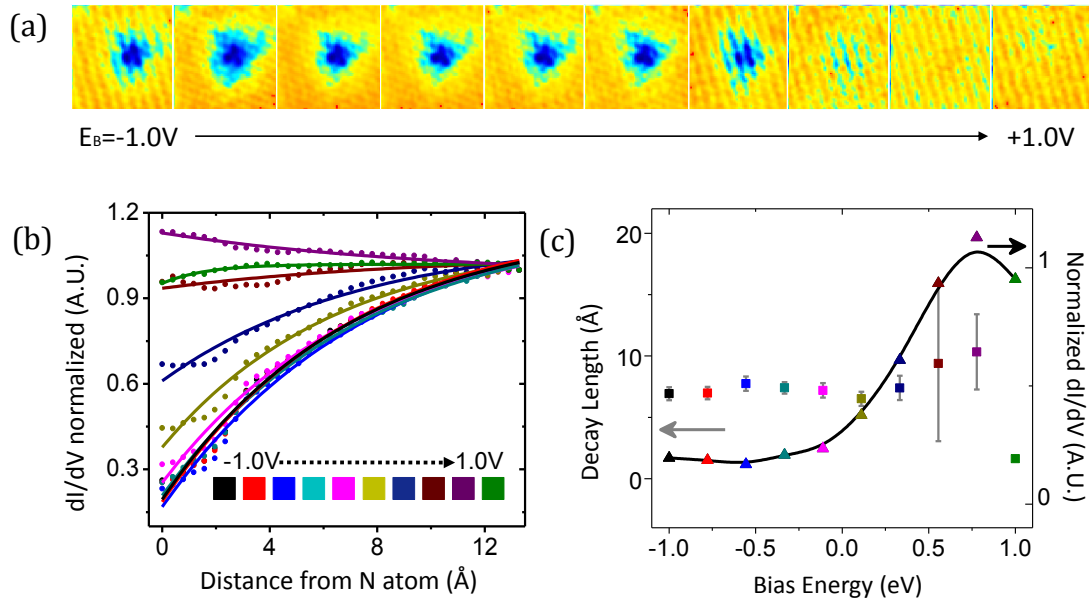 (a)
E_B=-1.0V
+1.0V
(b)
dI/dV normalized (A.U.)
1.2
0.9
0.6
0.3
-1.0V
1.0V
0
4
8
12
Distance from N atom (Å)
(c)
Decay Length (Å)
20
10
0
-1.0
-0.5
0.0
0.5
1.0
Bias Energy (eV)
1
0
Normalized dI/dV (A.U.)